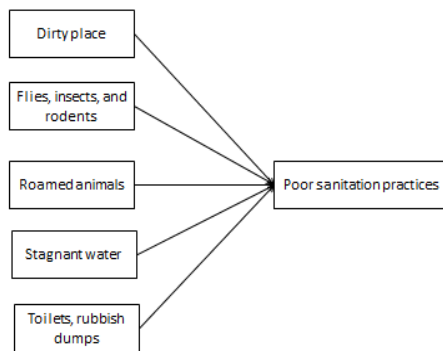 Dirty place
Flies, insects, and
rodents
Roamed animals
Poor sanitation practices
Stagnant water
Toilets, rubbish
dumps